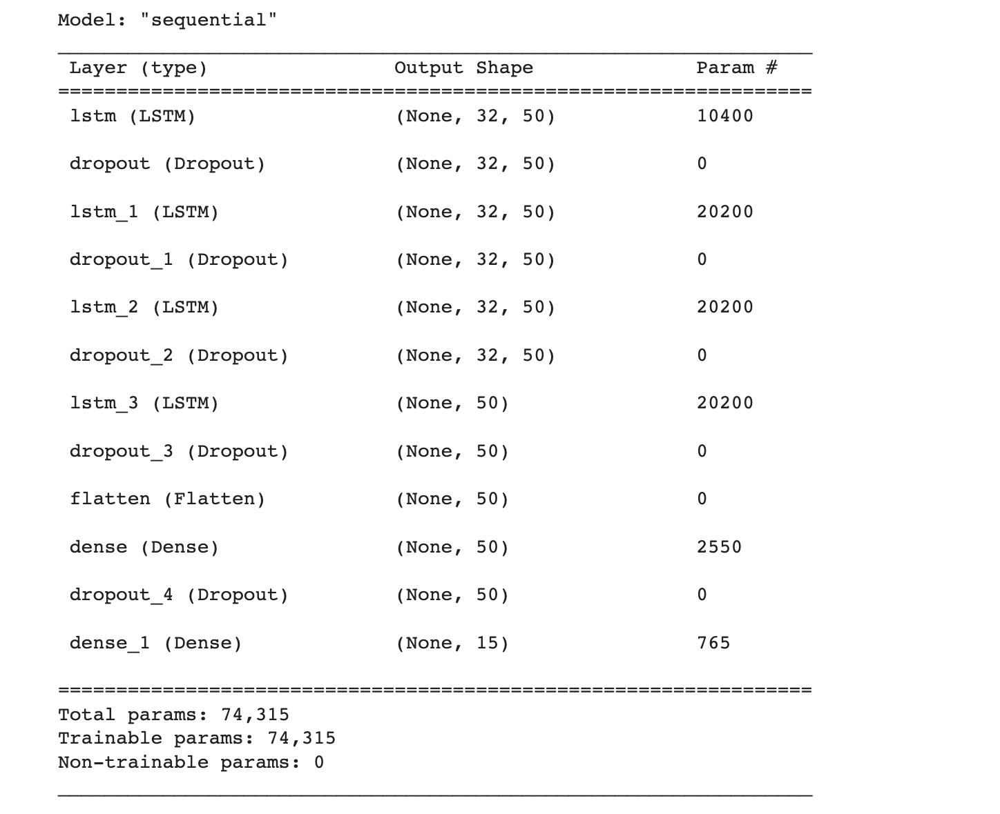 Model: "sequential"
Layer (type) Output Shape Param #
=================================================================
lstm (LSTM) (None, 32, 50) 10400
dropout (Dropout) (None, 32, 50) 0
lstm_1 (LSTM) (None, 32, 50) 20200
dropout_1 (Dropout) (None, 32, 50) 0
lstm_2 (LSTM) (None, 32, 50) 20200
dropout_2 (Dropout) (None, 32, 50) 0
lstm_3 (LSTM) (None, 50) 20200
dropout_3 (Dropout) (None, 50) 0
flatten (Flatten) (None, 50) 0
dense (Dense) (None, 50) 2550
dropout_4 (Dropout) (None, 50) 0
dense_1 (Dense) (None, 15) 765
=================================================================
Total params: 74,315
Trainable params: 74,315
Non-trainable params: 0